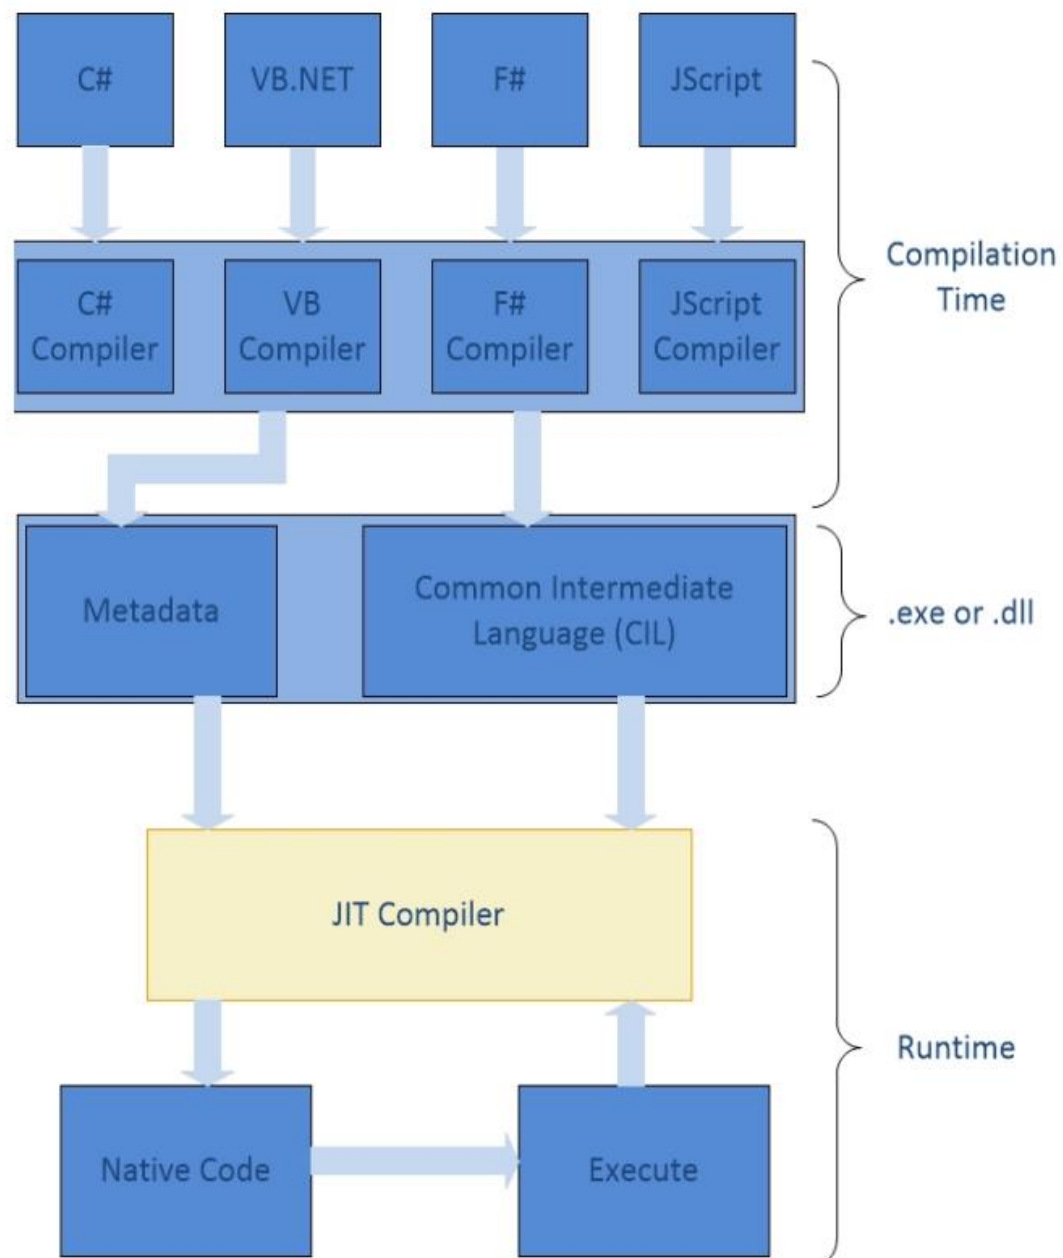 C#
VB.NET
F#
JScript
C#
Compiler
VB
Compiler
F#
Compiler
JScript
Compiler
Compilation
Time
Metadata
Common Intermediate
Language (CIL)
.exe or .dll
JIT Compiler
Runtime
Native Code
Execute